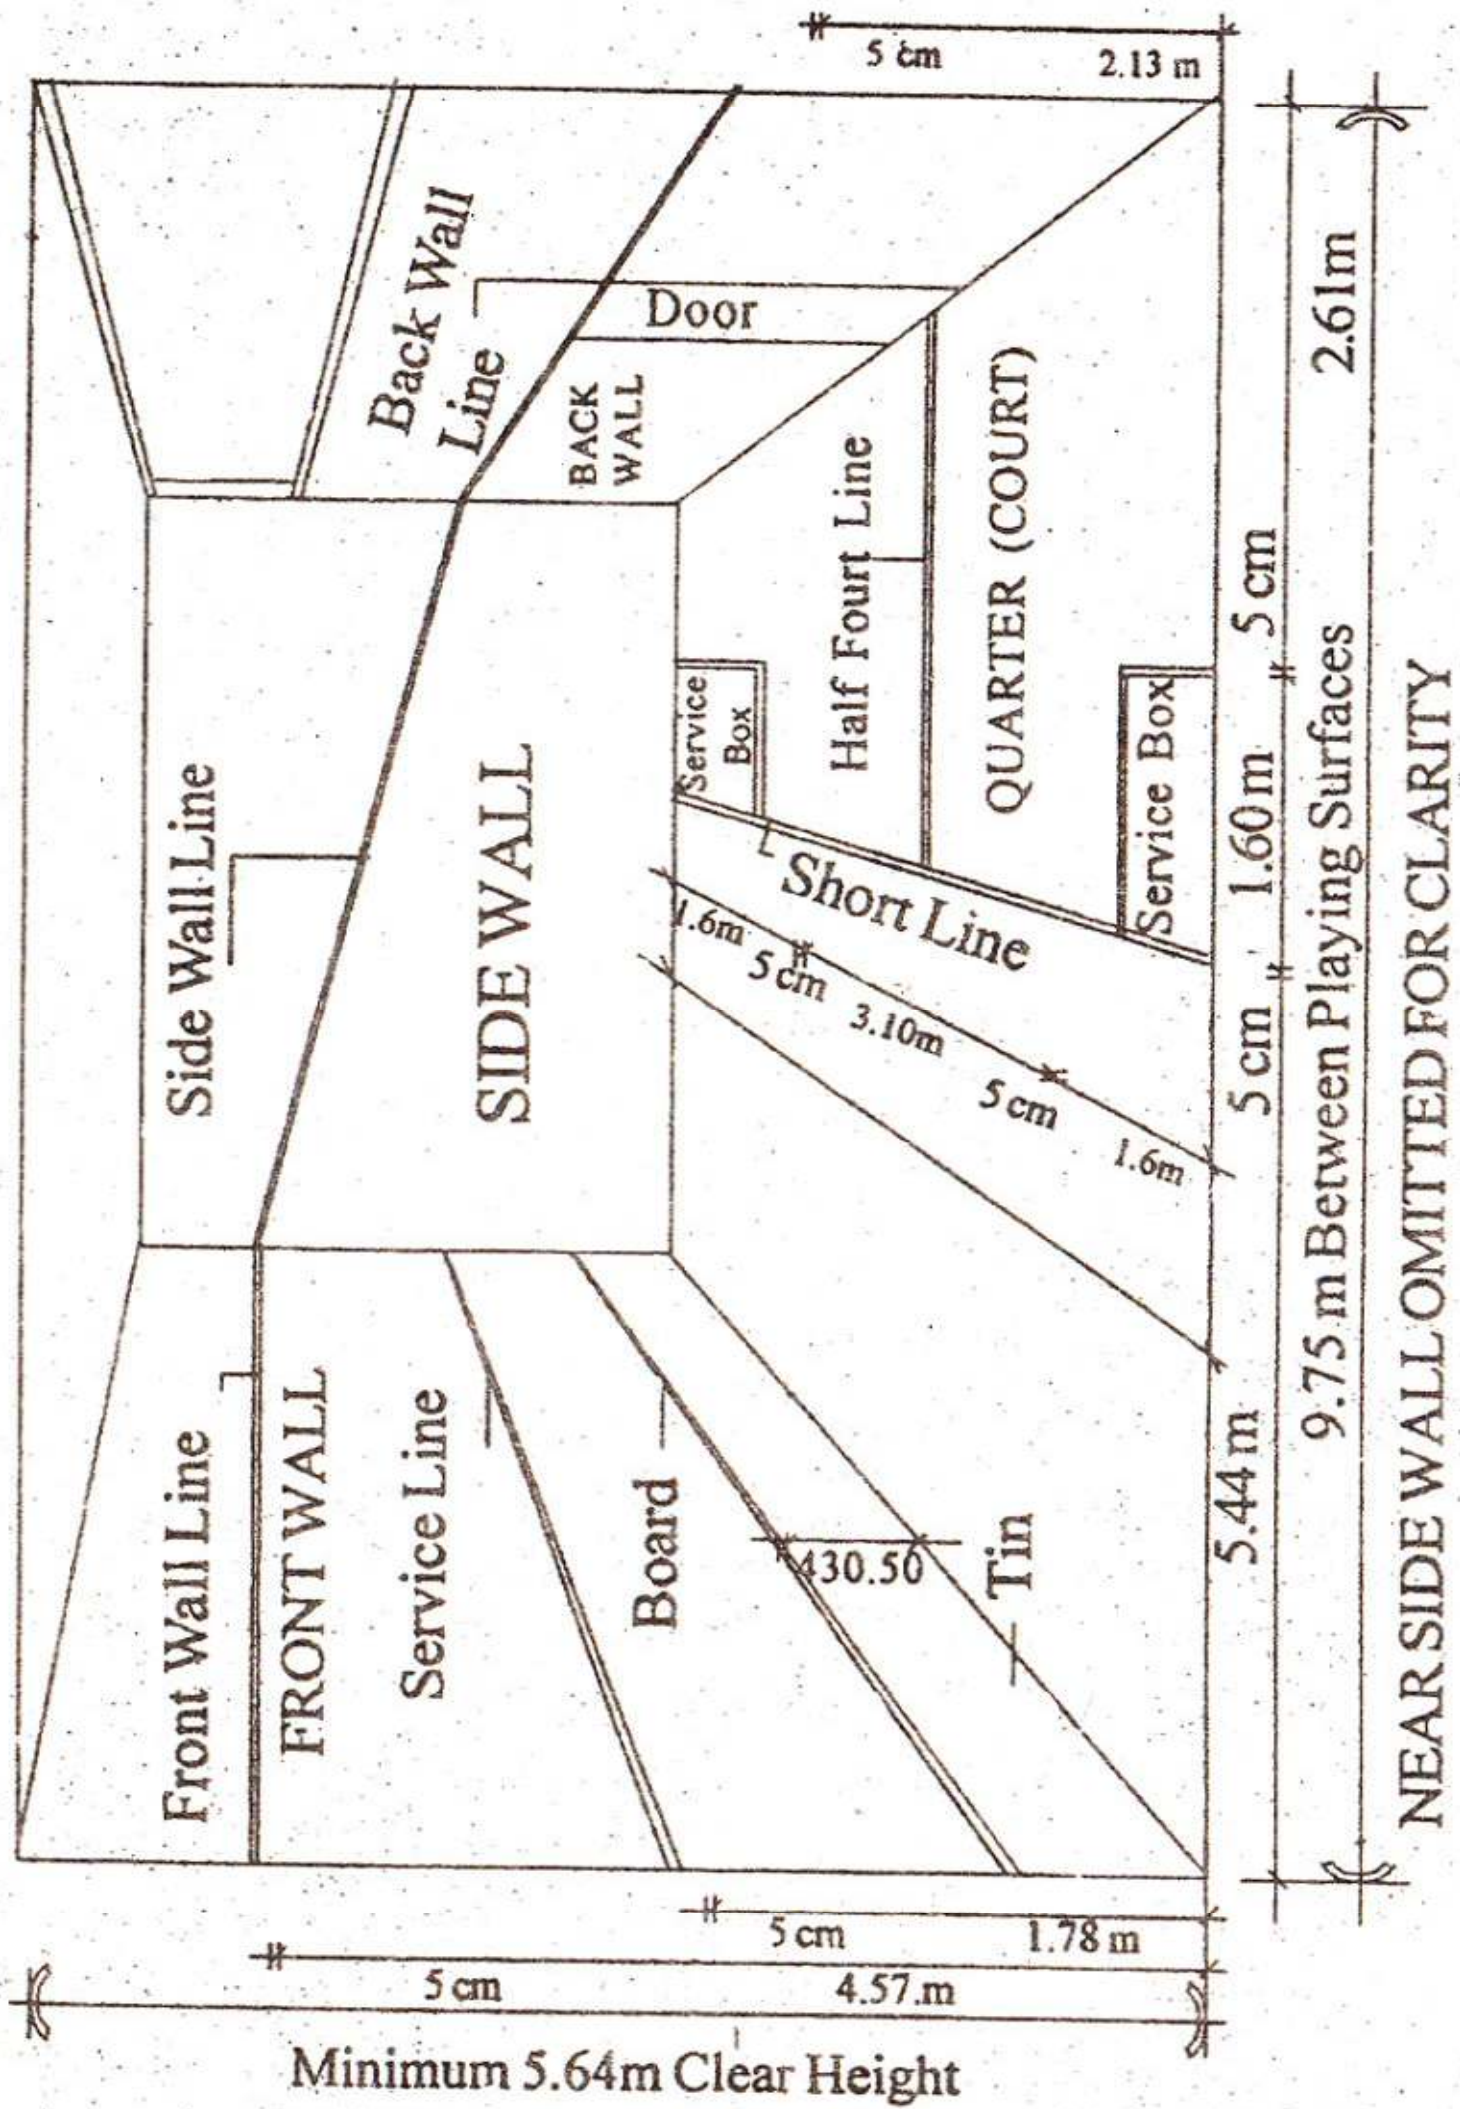 5 cm
2.13 m
Back Wall
Line
Door
BACK
WALL
Side Wall Line
SIDE WALL
Front Wall Line
FRONT WALL
Service Line
Board
430.50
Tin
Service
Box
Half Fourt Line
QUARTER (COURT)
Service Box
Short Line
1.6m
5 cm
3.10m
5 cm
1.6m
5.44 m
5 cm
1.60m
5 cm
2.61m
9.75 m Between Playing Surfaces
NEAR SIDE WALL OMITTED FOR CLARITY
5 cm
1.78 m
5 cm
4.57.m
Minimum 5.64m Clear Height